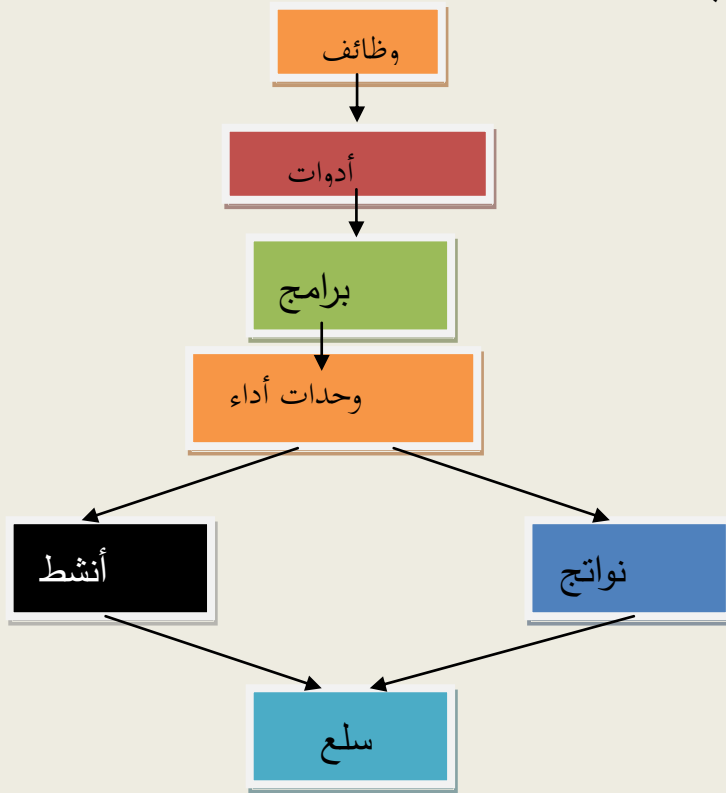 وظائف
أدوات
برامج
وحدات أداء
نواتج
أنشط
سلع